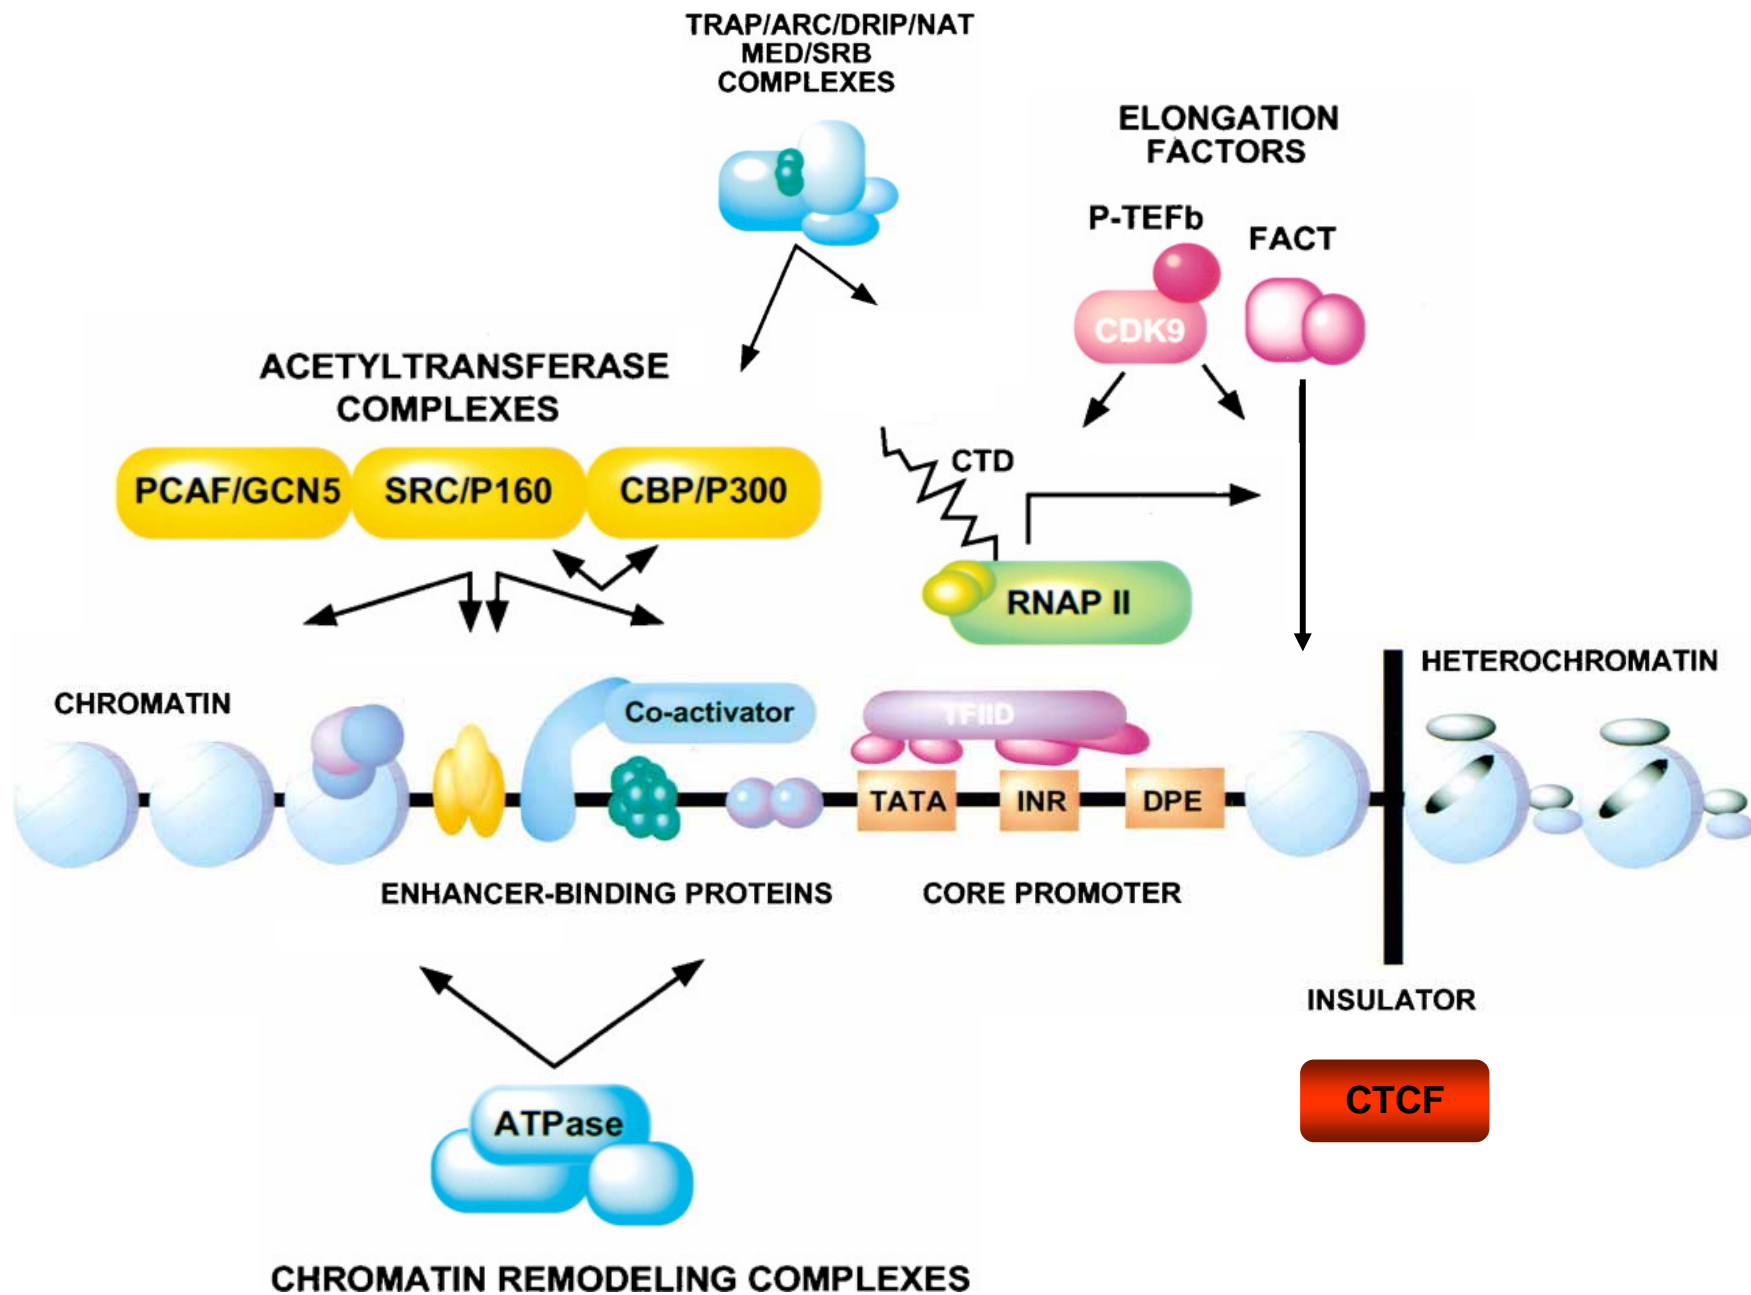 TRAP/ARC/DRIP/NAT
MED/SRB
COMPLEXES
ELONGATION
FACTORS
P-TEFb
FACT
CDK9
ACETYLTRANSFERASE
COMPLEXES
PCAF/GCN5
SRC/P160
CBP/P300
CTD
RNAP II
HETEROCHROMATIN
CHROMATIN
Co-activator
TFIID
TATA
INR
DPE
ENHANCER-BINDING PROTEINS
CORE PROMOTER
INSULATOR
CTCF
ATPase
CHROMATIN REMODELING COMPLEXES